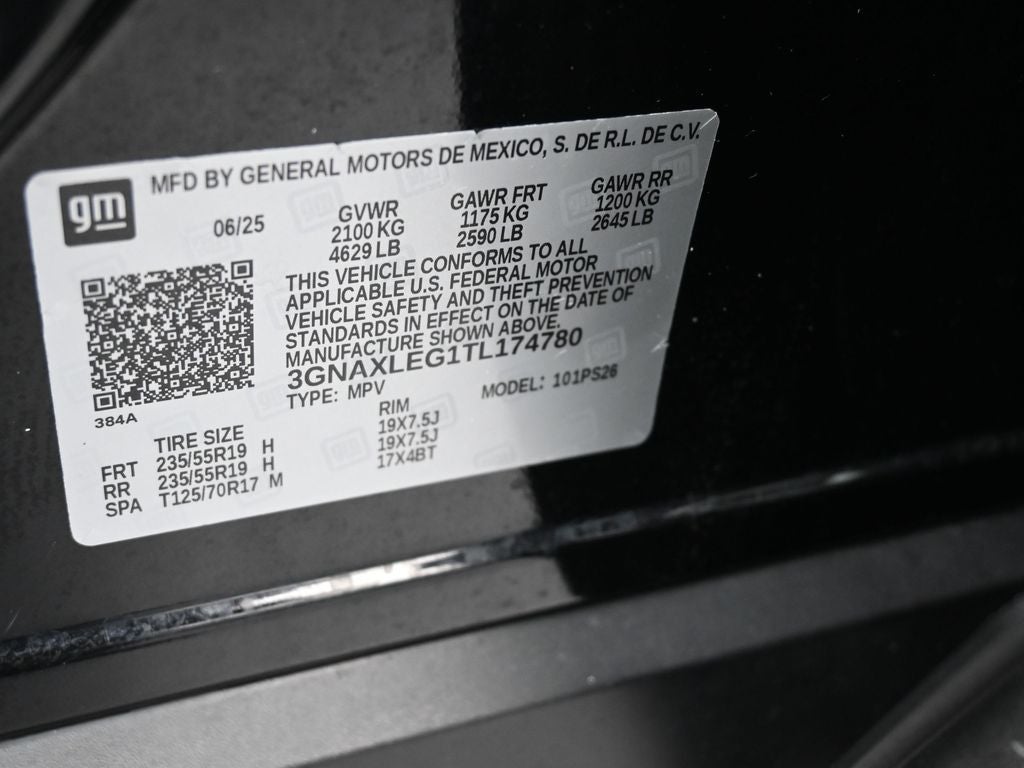 MFD BY GENERAL MOTORS DE MEXICO, S. DE R.L. DE C.V.
gm
06/25
GVWR
2100 KG
4629 LB
GAWR FRT
1175 KG
2590 LB
GAWR RR
1200 KG
2645 LB
THIS VEHICLE CONFORMS TO ALL
APPLICABLE U.S. FEDERAL MOTOR
VEHICLE SAFETY AND THEFT PREVENTION
STANDARDS IN EFFECT ON THE DATE OF
MANUFACTURE SHOWN ABOVE.
3GNAXLEG1TL174780
TYPE: MPV
MODEL: 101PS26
384A
TIRE SIZE
RIM
FRT 235/55R19 H 19X7.5J
RR 235/55R19 H 19X7.5J
SPA T125/70R17 M 17X4BT